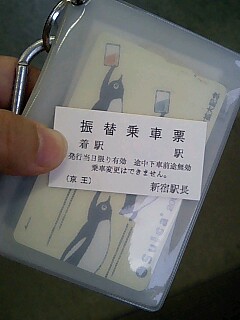 振替乗車票
着駅 駅
発行当日限り有効 途中下車前途無効
乗車変更はできません。
(京王) 新宿駅長
Suica